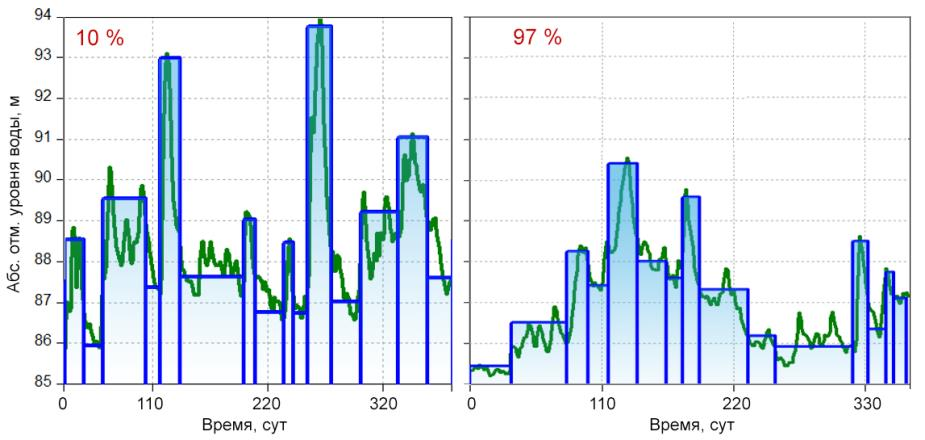 94
93
92
91
90
89
88
87
86
85
Абс. отм. уровня воды, м
10 %
97 %
0 110 220 320
0 110 220 330
Время, сут
Время, сут